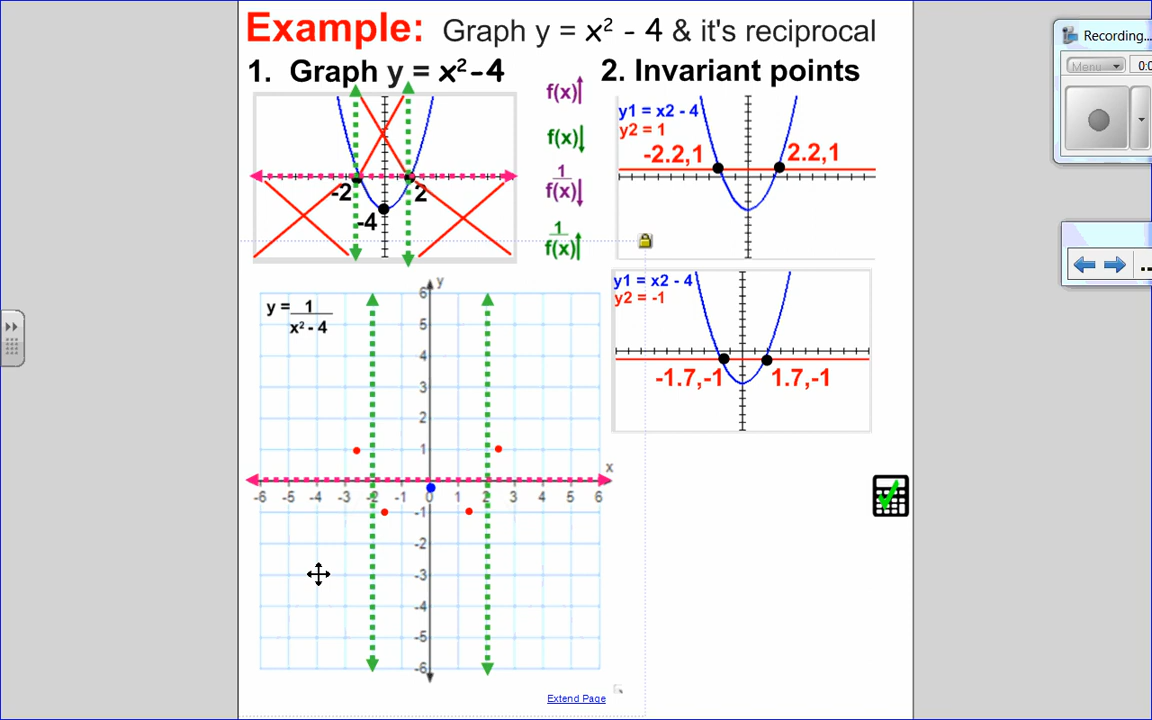 Example: Graph y = x² - 4 & it's reciprocal
1. Graph y = x² -4
2. Invariant points
-2
2
-4
f(x)
f(x)
1
f(x)
1
f(x)
y1 = x2 - 4
y2 = 1
-2.2,1
2.2,1
y1 = x2 - 4
y2 = -1
-1.7,-1
1.7,-1
y = 1
x² - 4
y
6
5
4
3
2
1
x
-6 -5 -4 -3 -2 -1 0 1 2 3 4 5 6
-1
-2
-3
-4
-5
-6
Extend Page
Recording...
Menu
0:0
...